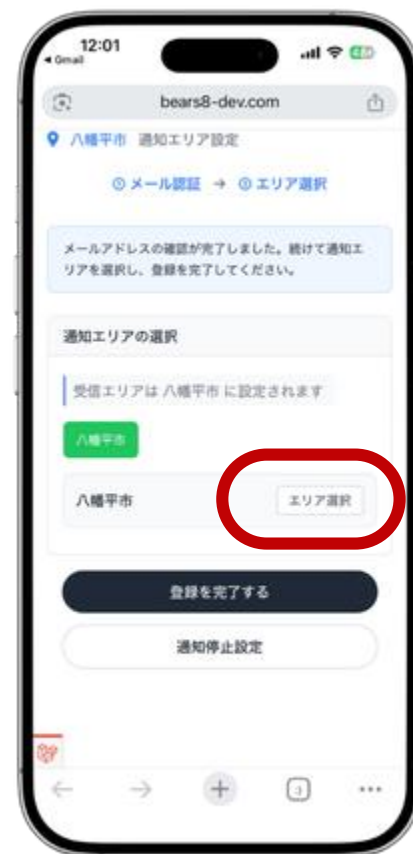 12:01
◀ Gmail
bears8-dev.com
八幡平市 通知エリア設定
① メール認証 → ② エリア選択
メールアドレスの確認が完了しました。続けて通知エ
リアを選択し、登録を完了してください。
通知エリアの選択
受信エリアは 八幡平市 に設定されます
八幡平市
八幡平市 エリア選択
登録を完了する
通知停止設定